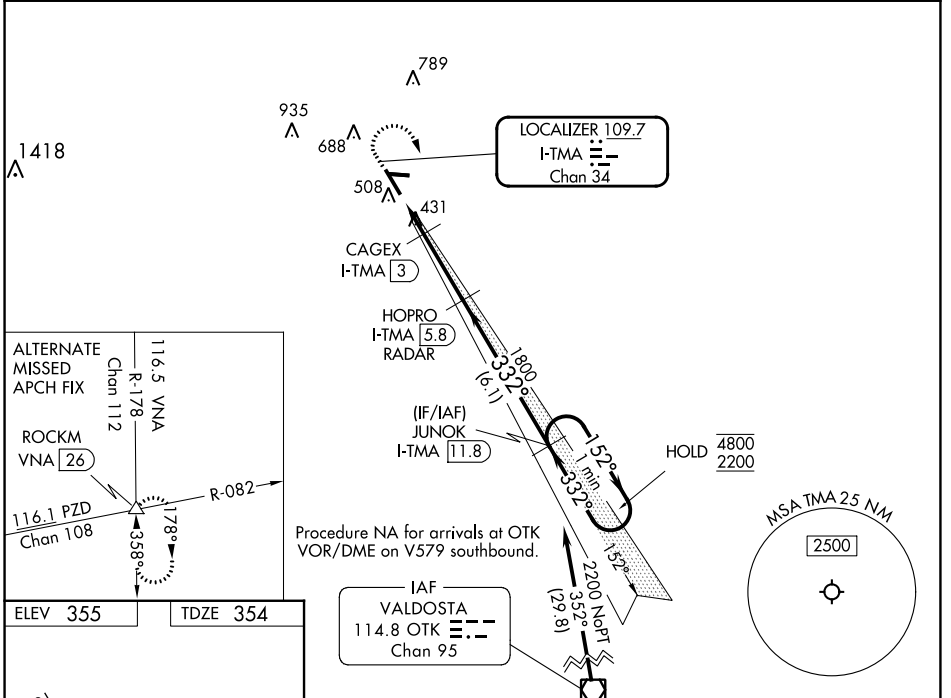 789
935
688
1418
508
431
LOCALIZER 109.7
I-TMA
Chan 34
CAGEX
I-TMA 3
HOPRO
I-TMA 5.8
RADAR
1800
332°
(6.1)
(IF/IAF)
JUNOK
I-TMA 11.8
152°
1 min
332°
HOLD 4800
2200
152°
ALTERNATE
MISSED
APCH FIX
116.5 VNA
R-178
Chan 112
ROCKM
VNA 26
R-082
116.1 PZD
Chan 108
178°
358°
Procedure NA for arrivals at OTK
VOR/DME on V579 southbound.
IAF
VALDOSTA
114.8 OTK
Chan 95
2200 NoPT
352°
(29.8)
MSA TMA 25 NM
2500
ELEV 355
TDZE 354